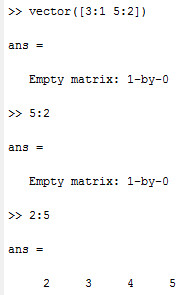 >> vector([3:1 5:2])
ans =
Empty matrix: 1-by-0
>> 5:2
ans =
Empty matrix: 1-by-0
>> 2:5
ans =
2 3 4 5